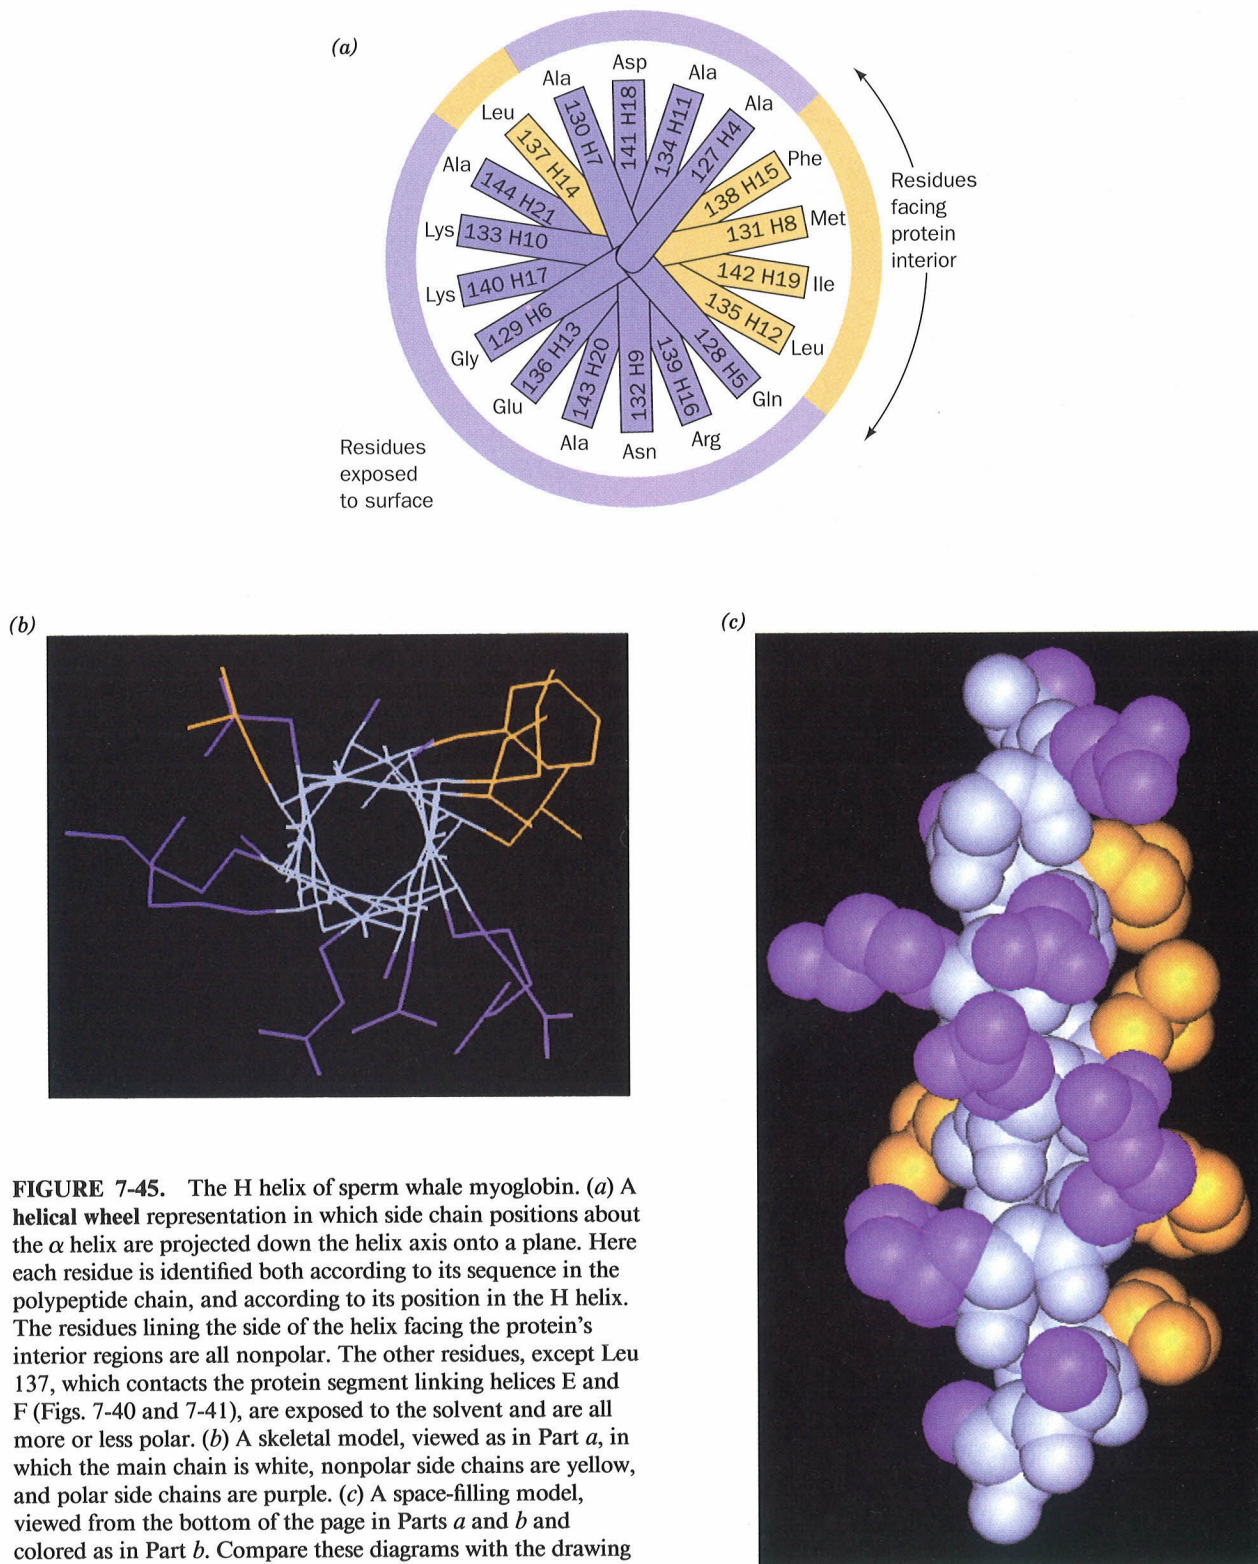 (a)
Asp
Ala
Ala
Ala
Leu
Phe
Ala
Met
Lys
Ile
Lys
Leu
Gly
Gln
Glu
Ala
Asn
Arg
130 H7
141 H18
134 H11
127 H4
137 H14
138 H15
144 H21
131 H8
133 H10
142 H19
140 H17
135 H12
129 H6
128 H5
136 H13
143 H20
132 H9
139 H16
Residues
facing
protein
interior
Residues
exposed
to surface
(b)
(c)
FIGURE 7-45. The H helix of sperm whale myoglobin. (a) A
helical wheel representation in which side chain positions about
the α helix are projected down the helix axis onto a plane. Here
each residue is identified both according to its sequence in the
polypeptide chain, and according to its position in the H helix.
The residues lining the side of the helix facing the protein's
interior regions are all nonpolar. The other residues, except Leu
137, which contacts the protein segment linking helices E and
F (Figs. 7-40 and 7-41), are exposed to the solvent and are all
more or less polar. (b) A skeletal model, viewed as in Part a, in
which the main chain is white, nonpolar side chains are yellow,
and polar side chains are purple. (c) A space-filling model,
viewed from the bottom of the page in Parts a and b and
colored as in Part b. Compare these diagrams with the drawing